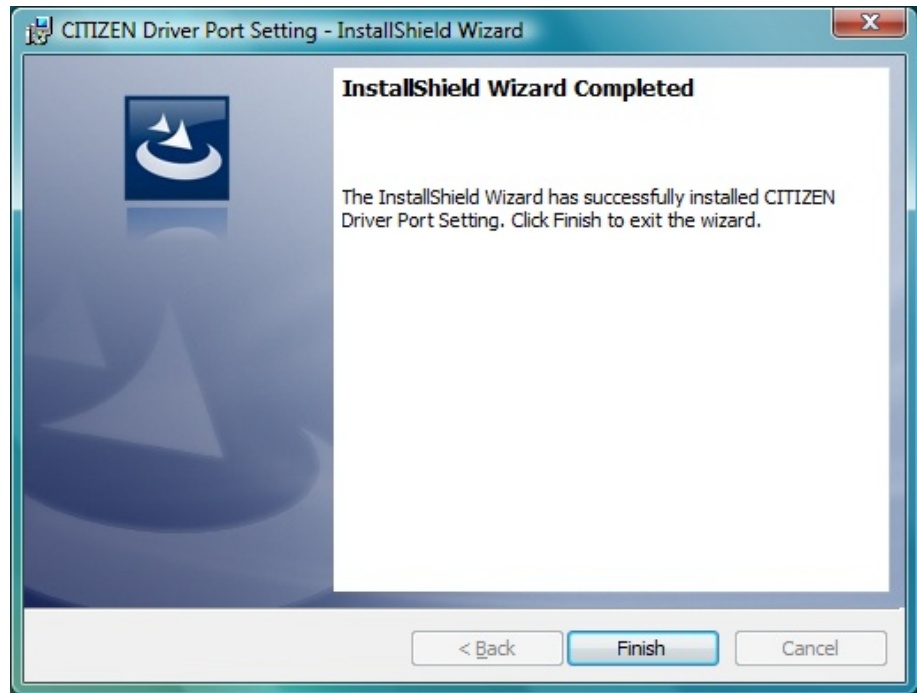 CITIZEN Driver Port Setting - InstallShield Wizard
InstallShield Wizard Completed
The InstallShield Wizard has successfully installed CITIZEN
Driver Port Setting. Click Finish to exit the wizard.
< Back
Finish
Cancel